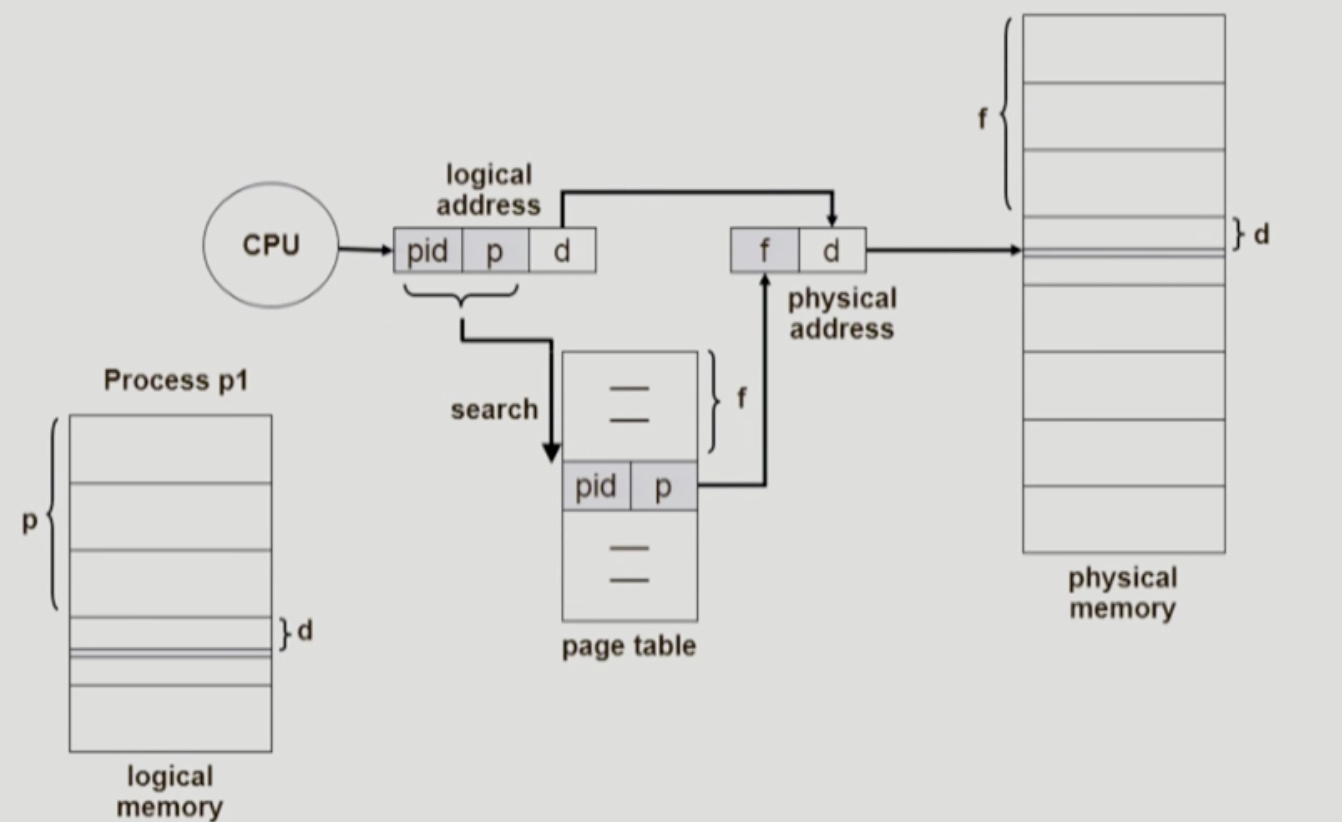 f
d
logical
address
CPU
pid p d
f d
physical
address
Process p1
search
f
pid p
p
d
page table
physical
memory
logical
memory